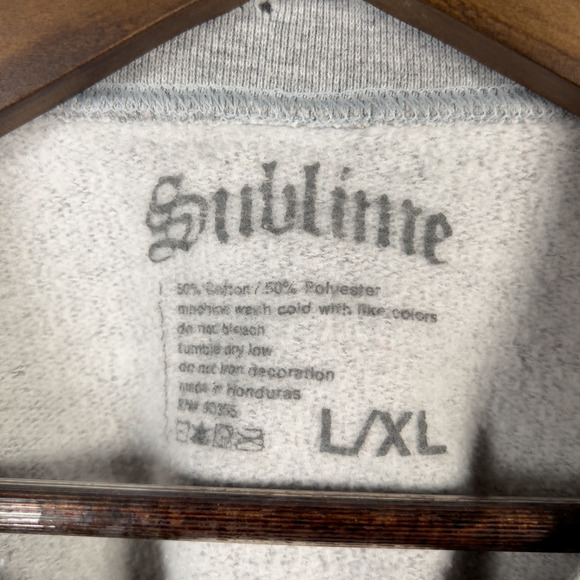 Sublime
50% Cotton / 50% Polyester
machine wash cold with like colors
do not bleach
tumble dry low
do not iron decoration
made in Honduras
L/XL